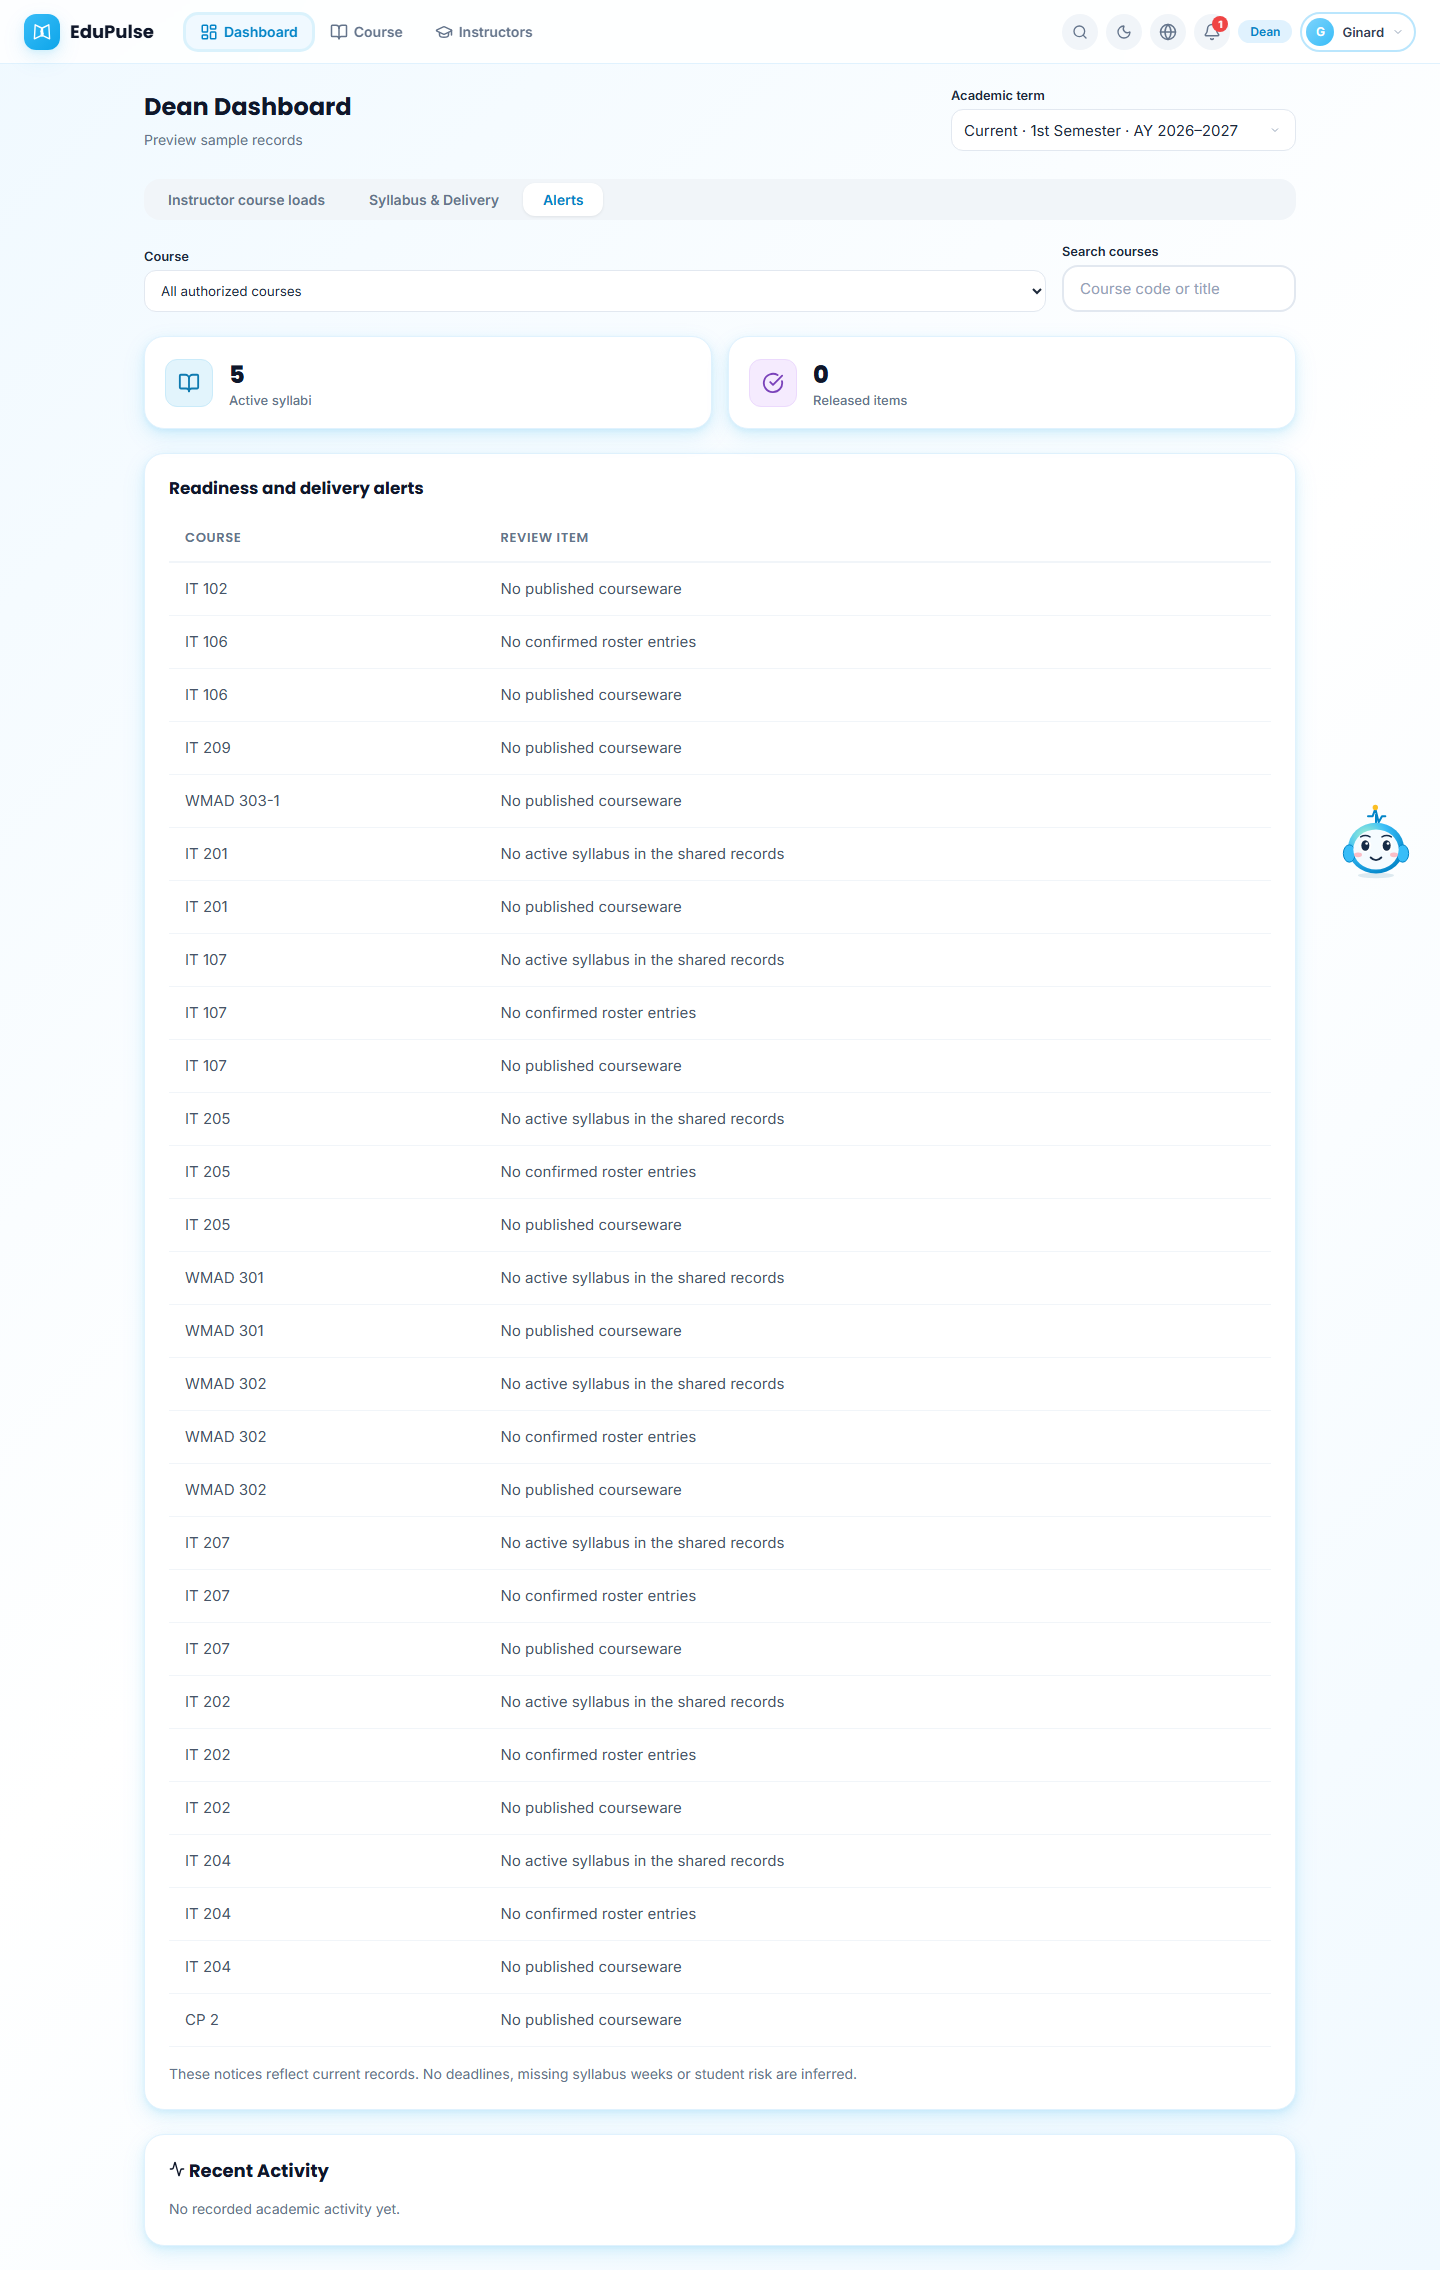 EduPulse
Dashboard
Course
Instructors
1
Dean
G
Ginard
Dean Dashboard
Preview sample records
Academic term
Current · 1st Semester · AY 2026–2027
Instructor course loads
Syllabus & Delivery
Alerts
Course
All authorized courses
Search courses
Course code or title
5
Active syllabi
0
Released items
Readiness and delivery alerts
COURSE REVIEW ITEM
IT 102 No published courseware
IT 106 No confirmed roster entries
IT 106 No published courseware
IT 209 No published courseware
WMAD 303-1 No published courseware
IT 201 No active syllabus in the shared records
IT 201 No published courseware
IT 107 No active syllabus in the shared records
IT 107 No confirmed roster entries
IT 107 No published courseware
IT 205 No active syllabus in the shared records
IT 205 No confirmed roster entries
IT 205 No published courseware
WMAD 301 No active syllabus in the shared records
WMAD 301 No published courseware
WMAD 302 No active syllabus in the shared records
WMAD 302 No confirmed roster entries
WMAD 302 No published courseware
IT 207 No active syllabus in the shared records
IT 207 No confirmed roster entries
IT 207 No published courseware
IT 202 No active syllabus in the shared records
IT 202 No confirmed roster entries
IT 202 No published courseware
IT 204 No active syllabus in the shared records
IT 204 No confirmed roster entries
IT 204 No published courseware
CP 2 No published courseware
These notices reflect current records. No deadlines, missing syllabus weeks or student risk are inferred.
Recent Activity
No recorded academic activity yet.